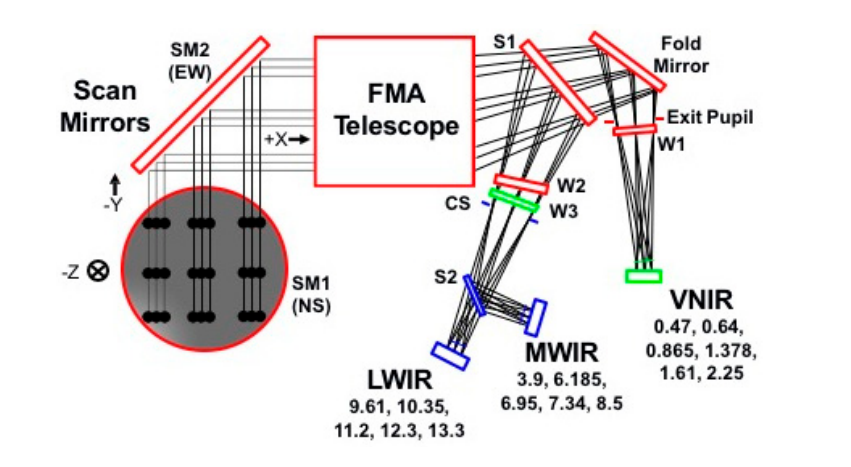 SM2
(EW)
Scan
Mirrors
FMA
Telescope
+X
S1
Fold
Mirror
Exit Pupil
W1
W2
W3
CS
-Y
-Z
SM1
(NS)
S2
VNIR
0.47, 0.64,
0.865, 1.378,
1.61, 2.25
MWIR
3.9, 6.185,
6.95, 7.34, 8.5
LWIR
9.61, 10.35,
11.2, 12.3, 13.3